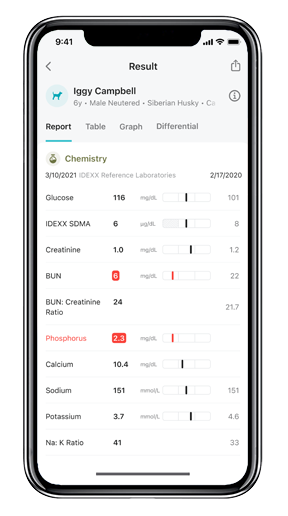 9:41
Result
Iggy Campbell
6y • Male Neutered • Siberian Husky • Ca
Report Table Graph Differential
Chemistry
3/10/2021 IDEXX Reference Laboratories 2/17/2020
Glucose 116 mg/dL 101
IDEXX SDMA 6 µg/dL 8
Creatinine 1.0 mg/dL 1.2
BUN 6 mg/dL 22
BUN: Creatinine 24 21.7
Ratio
Phosphorus 2.3 mg/dL
Calcium 10.4 mg/dL
Sodium 151 mmol/L 151
Potassium 3.7 mmol/L 4.6
Na: K Ratio 41 33